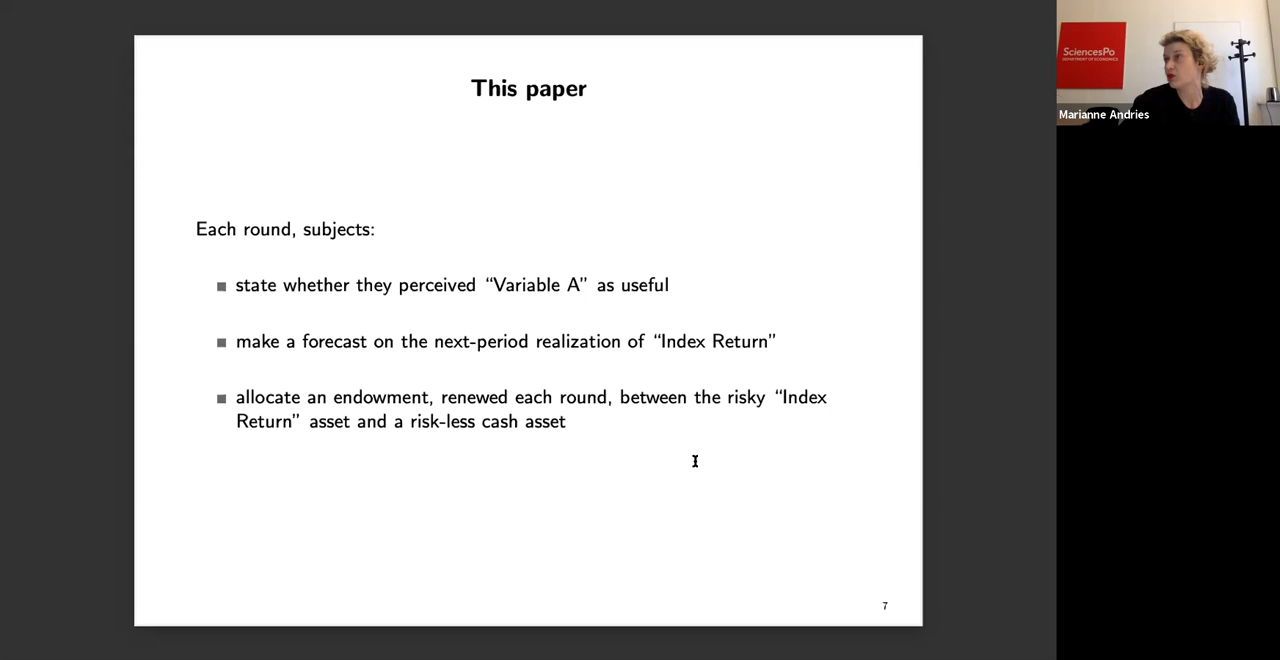 This paper
Each round, subjects:
state whether they perceived “Variable A” as useful
make a forecast on the next-period realization of “Index Return”
allocate an endowment, renewed each round, between the risky “Index
Return” asset and a risk-less cash asset
7
SciencesPo
DEPARTMENT OF ECONOMICS
Marianne Andries